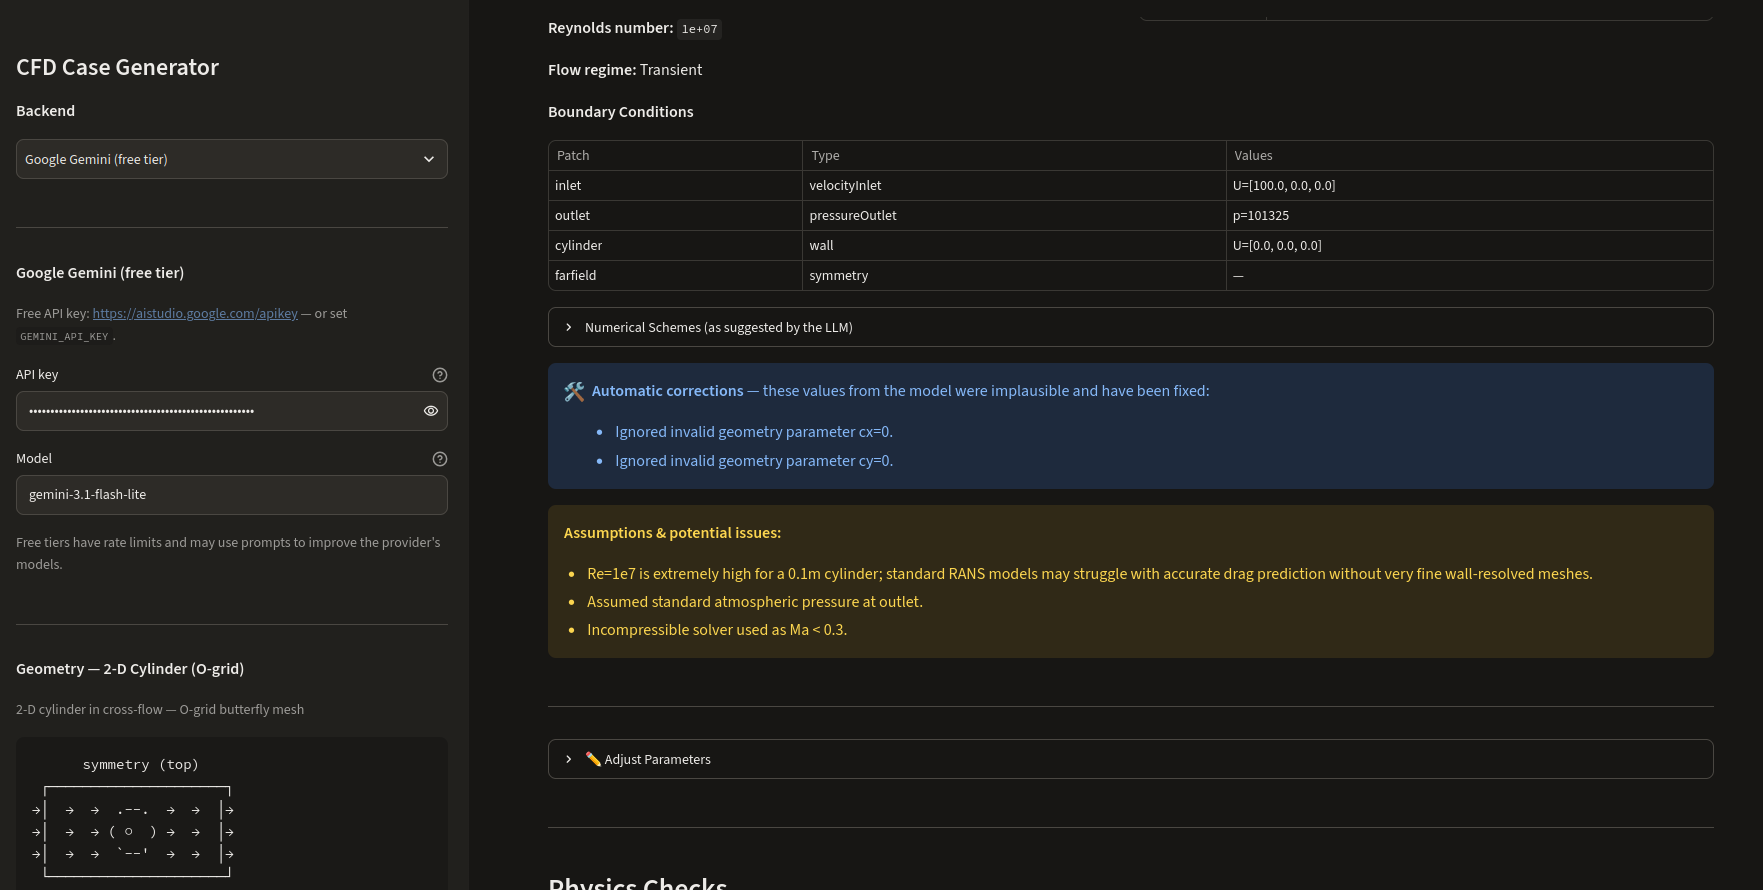 CFD Case Generator
Backend
Google Gemini (free tier)
Google Gemini (free tier)
Free API key: https://aistudio.google.com/apikey — or set
GEMINI_API_KEY .
API key
••••••••••••••••••••••••••••••••••••••••••••••••••••
Model
gemini-3.1-flash-lite
Free tiers have rate limits and may use prompts to improve the provider's
models.
Geometry — 2-D Cylinder (O-grid)
2-D cylinder in cross-flow — O-grid butterfly mesh
symmetry (top)
→│ → → .--. → → │→
→│ → → ( ○ ) → → │→
→│ → → `--' → → │→
Reynolds number: 1e+07
Flow regime: Transient
Boundary Conditions
Patch Type Values
inlet velocityInlet U=[100.0, 0.0, 0.0]
outlet pressureOutlet p=101325
cylinder wall U=[0.0, 0.0, 0.0]
farfield symmetry —
Numerical Schemes (as suggested by the LLM)
🛠️ Automatic corrections — these values from the model were implausible and have been fixed:
• Ignored invalid geometry parameter cx=0.
• Ignored invalid geometry parameter cy=0.
Assumptions & potential issues:
• Re=1e7 is extremely high for a 0.1m cylinder; standard RANS models may struggle with accurate drag prediction without very fine wall-resolved meshes.
• Assumed standard atmospheric pressure at outlet.
• Incompressible solver used as Ma < 0.3.
✏️ Adjust Parameters
Physics Checks